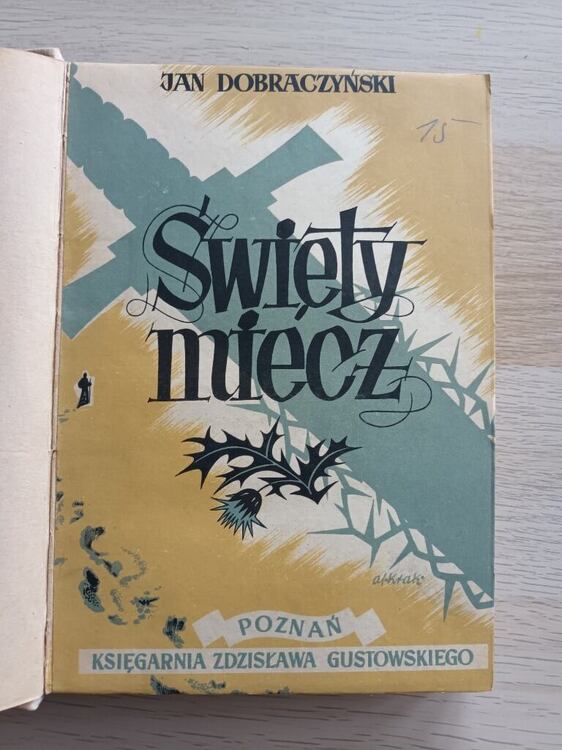 JAN DOBRACZYŃSKI
15
Święty
miecz
POZNAŃ
KSIĘGARNIA ZDZISŁAWA GUSTOWSKIEGO